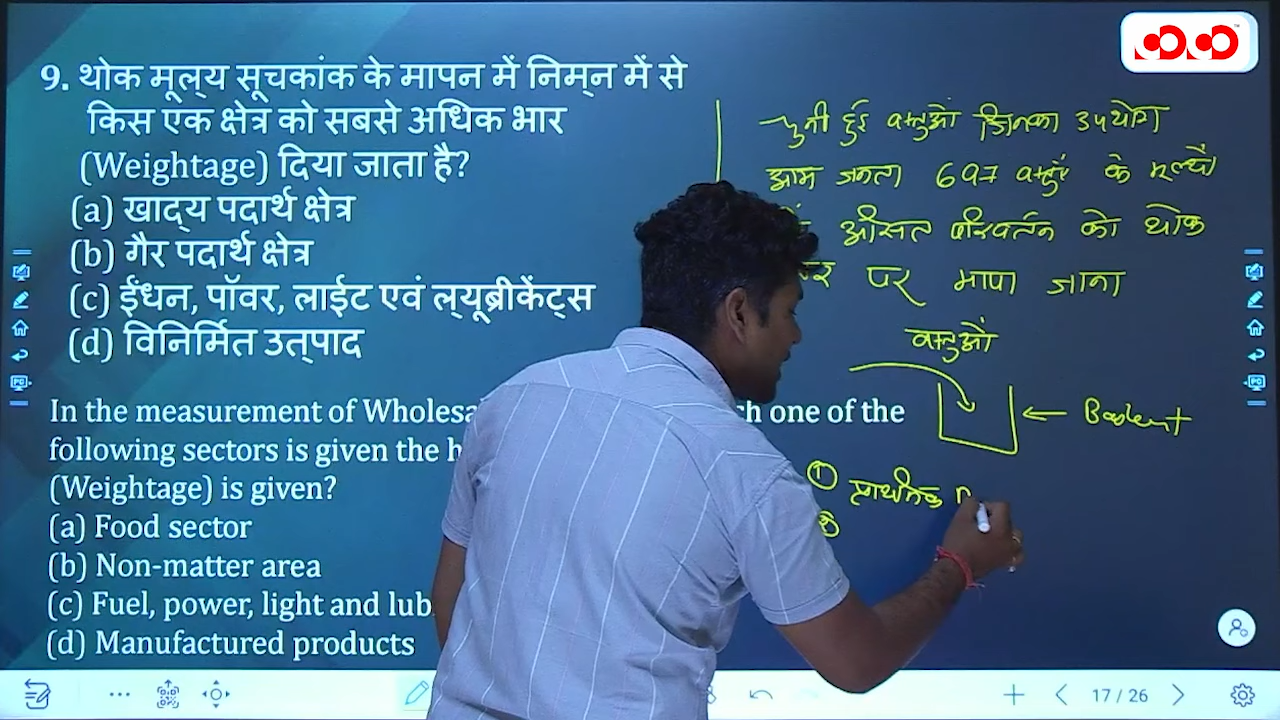 9. थोक मूल्य सूचकांक के मापन में निम्न में से
किस एक क्षेत्र को सबसे अधिक भार
(Weightage) दिया जाता है?
(a) खाद्य पदार्थ क्षेत्र
(b) गैर पदार्थ क्षेत्र
(c) ईंधन, पॉवर, लाईट एवं ल्यूब्रीकेंट्स
(d) विनिर्मित उत्पाद
In the measurement of Wholesa one of the
following sectors is given the h
(Weightage) is given?
(a) Food sector
(b) Non-matter area
(c) Fuel, power, light and lub
(d) Manufactured products
चुनी हुई वस्तुओं जिनका उपयोग
आम जनता 697 वस्तुएं के मूल्यों
औसत परिवर्तन को थोक
पर मापा जाना
वस्तुओं
1 प्राथमिक
17 / 26